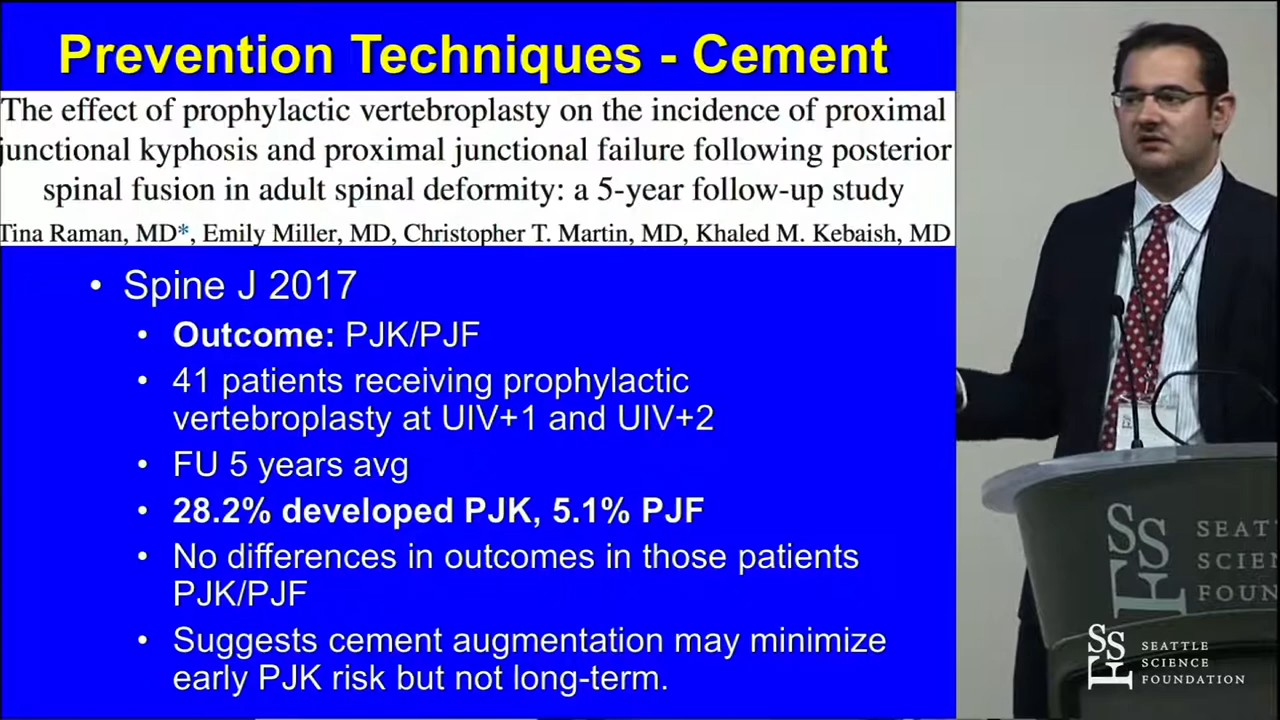 Prevention Techniques - Cement
The effect of prophylactic vertebroplasty on the incidence of proximal
junctional kyphosis and proximal junctional failure following posterior
spinal fusion in adult spinal deformity: a 5-year follow-up study
Tina Raman, MD*, Emily Miller, MD, Christopher T. Martin, MD, Khaled M. Kebaish, MD
• Spine J 2017
• Outcome: PJK/PJF
• 41 patients receiving prophylactic
vertebroplasty at UIV+1 and UIV+2
• FU 5 years avg
• 28.2% developed PJK, 5.1% PJF
• No differences in outcomes in those patients
PJK/PJF
• Suggests cement augmentation may minimize
early PJK risk but not long-term.
SSF
SEAT
SCIEN
FOUN
SSF
SEATTLE
SCIENCE
FOUNDATION